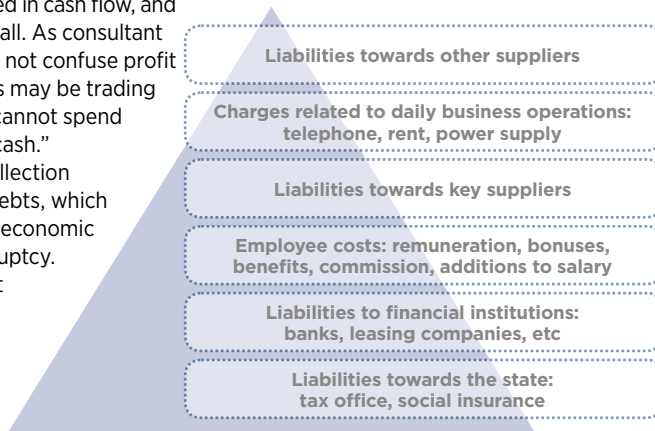 ed in cash flow, and
all. As consultant
not confuse profit
s may be trading
cannot spend
cash.”
llection
ebts, which
economic
uptcy.
t
Liabilities towards other suppliers
Charges related to daily business operations:
telephone, rent, power supply
Liabilities towards key suppliers
Employee costs: remuneration, bonuses,
benefits, commission, additions to salary
Liabilities to financial institutions:
banks, leasing companies, etc
Liabilities towards the state:
tax office, social insurance